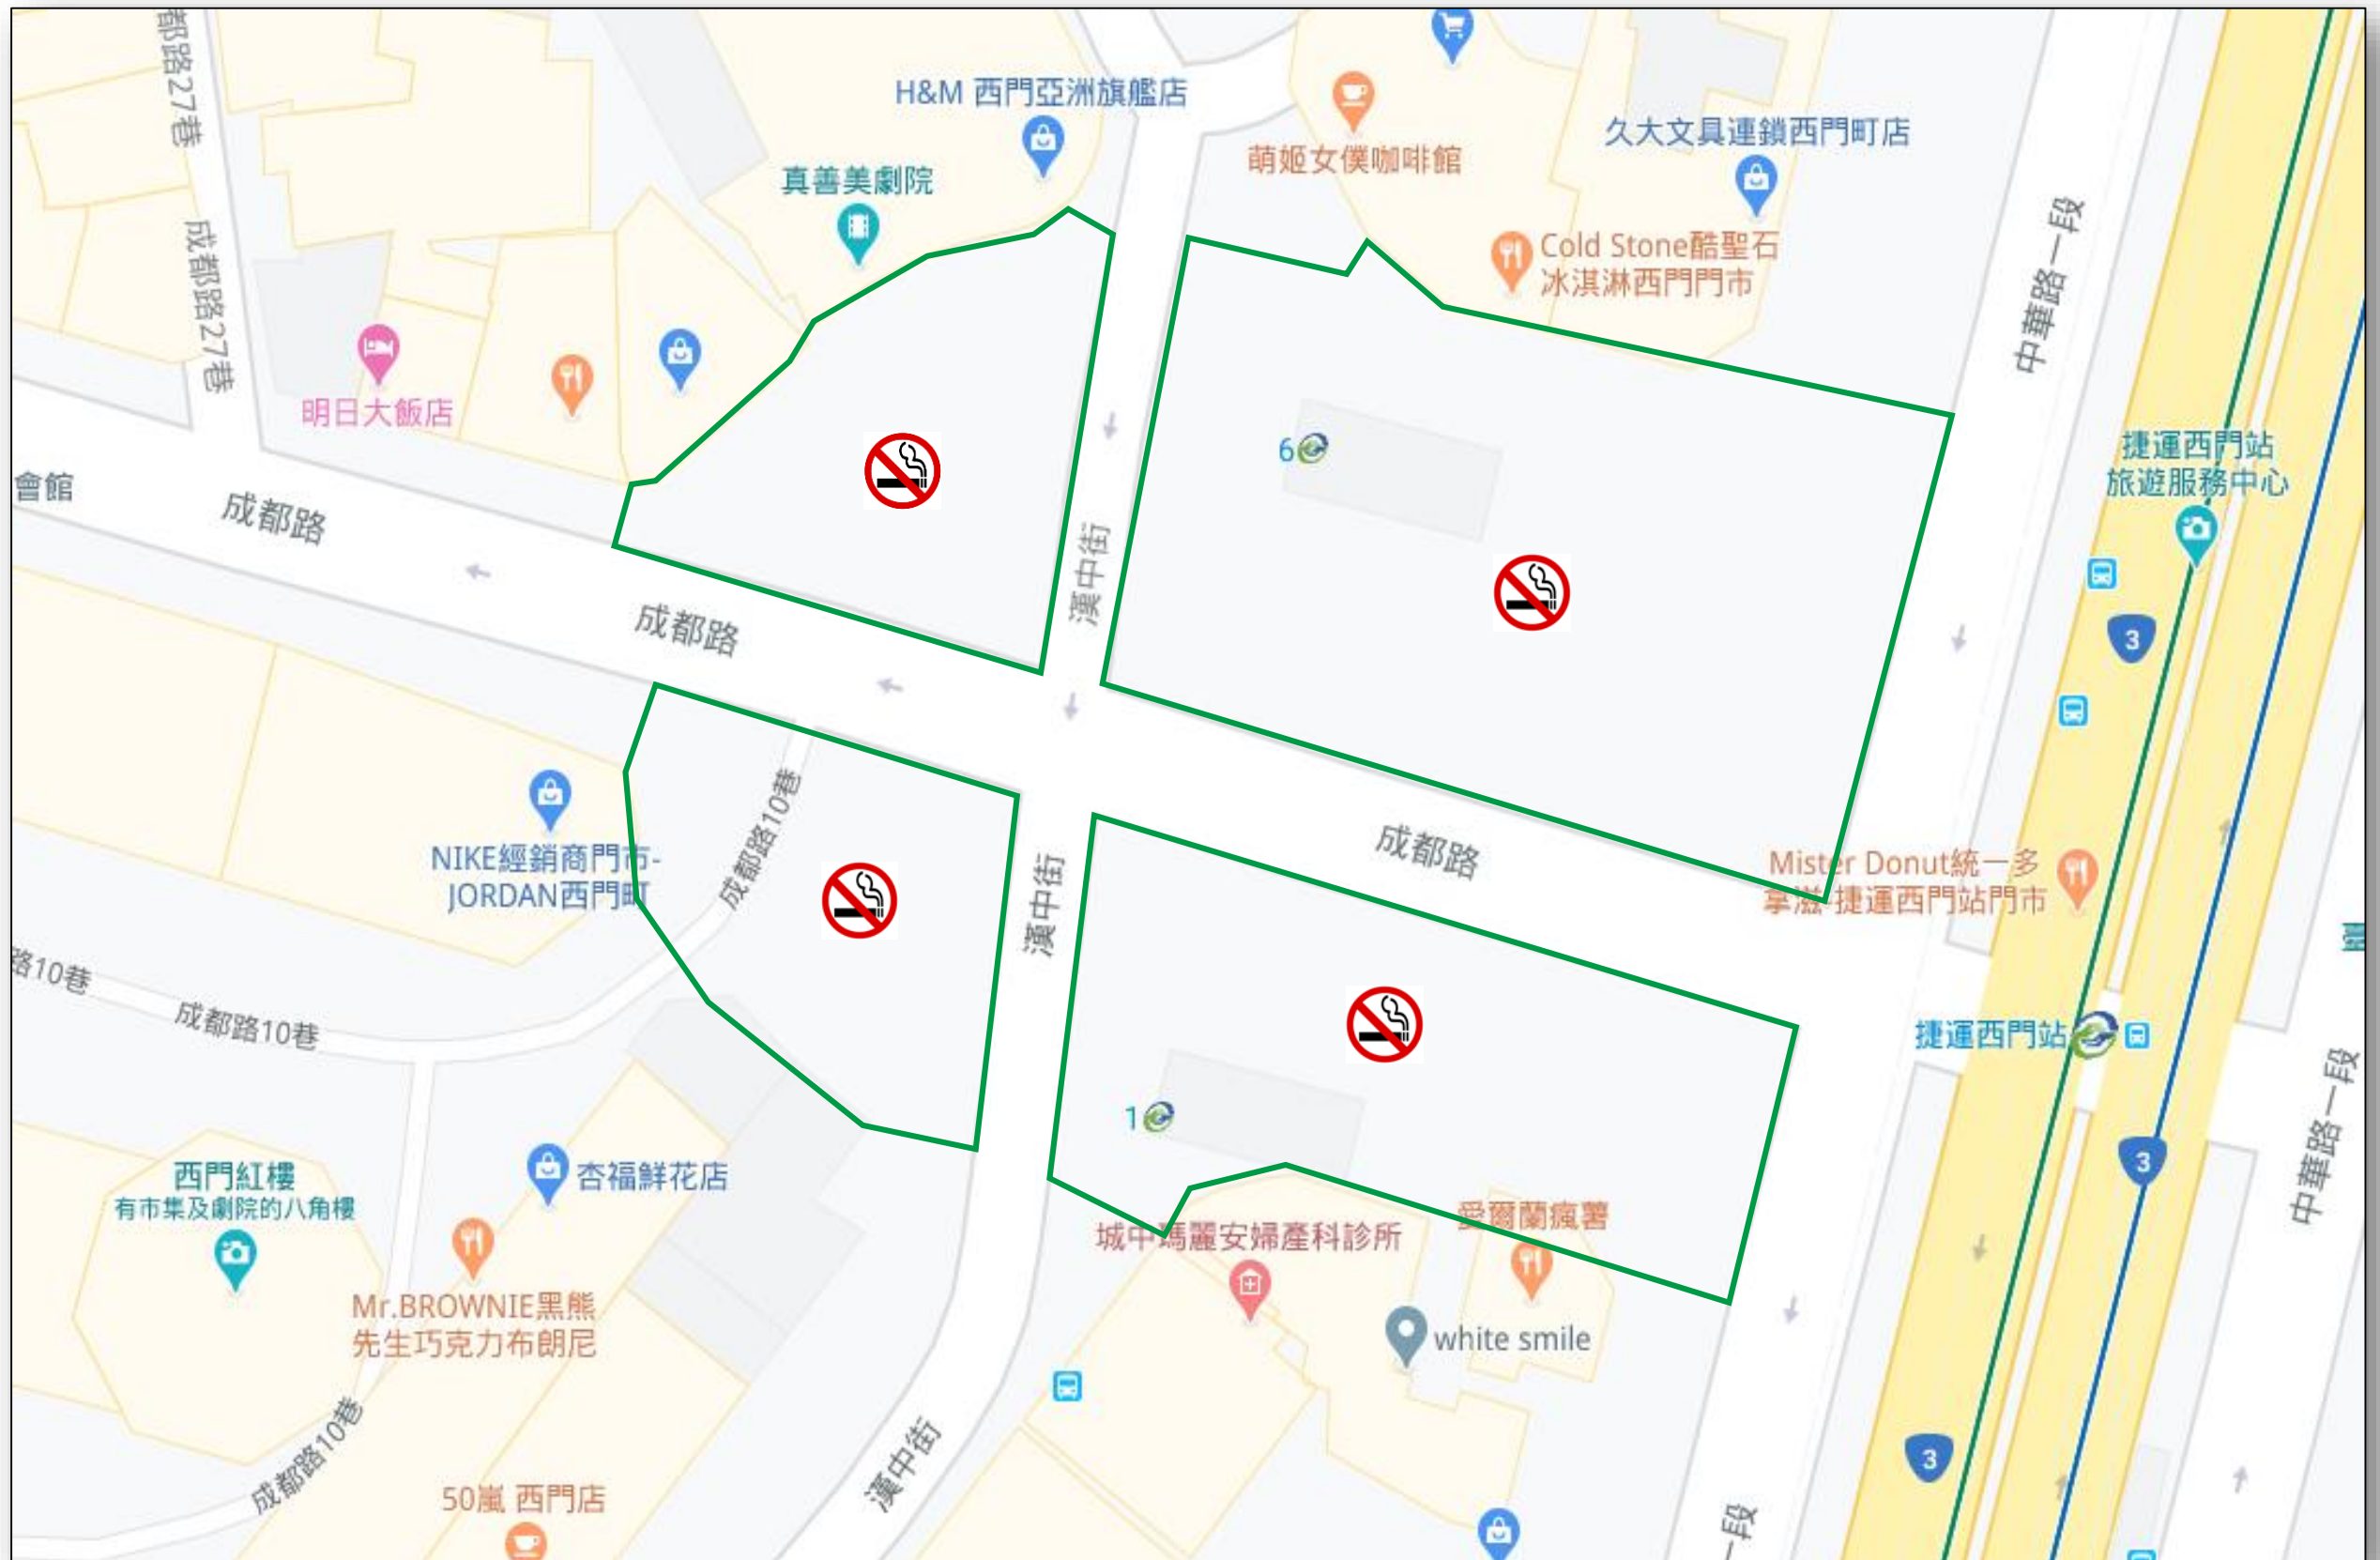 都路27巷
H&M 西門亞洲旗艦店
久大文具連鎖西門町店
萌姬女僕咖啡館
真善美劇院
成都路27巷
中華路一段
Cold Stone酷聖石
冰淇淋西門門市
明日大飯店
6
捷運西門站
旅遊服務中心
會館
成都路
漢中街
成都路
3
成都路10巷
NIKE經銷商門市-
JORDAN西門町
成都路
Mister Donut統一多
拿滋-捷運西門站門市
漢中街
路10巷
成都路10巷
捷運西門站
1
中華路一段
3
西門紅樓
有市集及劇院的八角樓
杏福鮮花店
城中瑪麗安婦產科診所
愛爾蘭瘋薯
Mr.BROWNIE黑熊
先生巧克力布朗尼
white smile
成都路10巷
漢中街
3
50嵐 西門店
一段